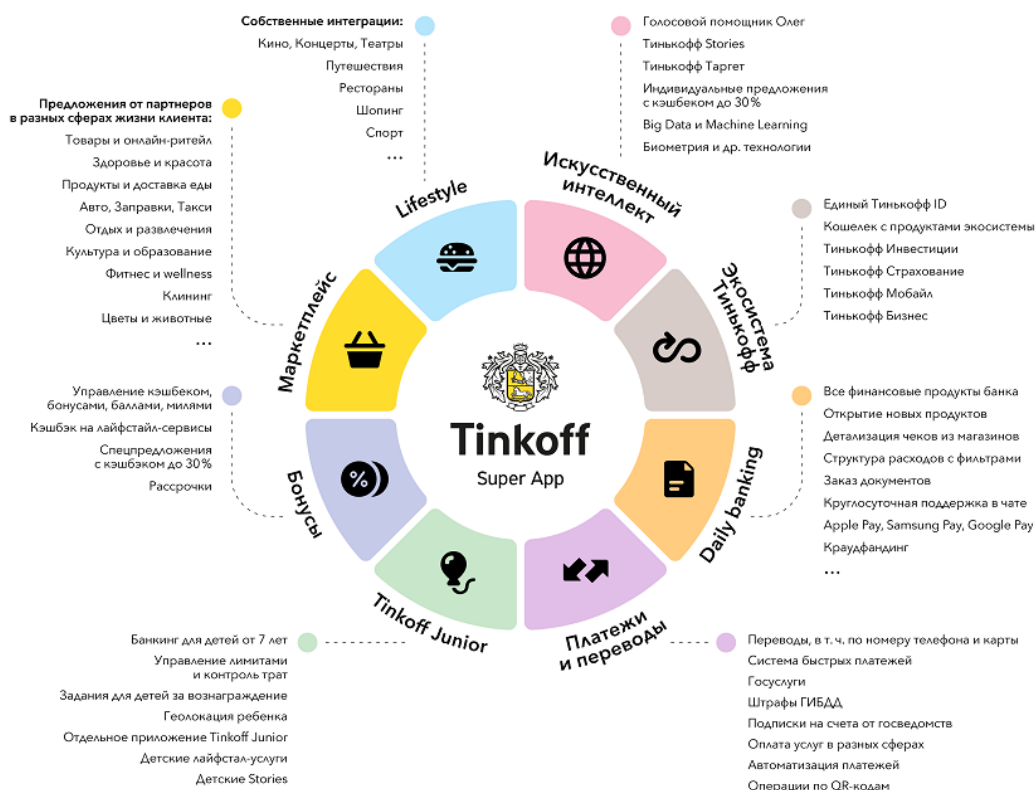 Собственные интеграции:
Кино, Концерты, Театры
Путешествия
Рестораны
Шопинг
Спорт
...
Голосовой помощник Олег
Тинькофф Stories
Тинькофф Таргет
Индивидуальные предложения
с кэшбеком до 30%
Big Data и Machine Learning
Биометрия и др. технологии
Предложения от партнеров
в разных сферах жизни клиента:
Товары и онлайн-ритейл
Здоровье и красота
Продукты и доставка еды
Авто, Заправки, Такси
Отдых и развлечения
Культура и образование
Фитнес и wellness
Клининг
Цветы и животные
...
Lifestyle
Искусственный
интеллект
Единый Тинькофф ID
Кошелек с продуктами экосистемы
Тинькофф Инвестиции
Тинькофф Страхование
Тинькофф Мобайл
Тинькофф Бизнес
Маркетплейс
Экосистема
Тинькофф
Tinkoff
Super App
Управление кэшбеком,
бонусами, баллами, милями
Кэшбэк на лайфстайл-сервисы
Спецпредложения
с кэшбэком до 30%
Рассрочки
Бонусы
%
Daily banking
Все финансовые продукты банка
Открытие новых продуктов
Детализация чеков из магазинов
Структура расходов с фильтрами
Заказ документов
Круглосуточная поддержка в чате
Apple Pay, Samsung Pay, Google Pay
Краудфандинг
...
Tinkoff Junior
Платежи
и переводы
Банкинг для детей от 7 лет
Управление лимитами
и контроль трат
Задания для детей за вознаграждение
Геолокация ребенка
Отдельное приложение Tinkoff Junior
Детские лайфстал-услуги
Детские Stories
Переводы, в т. ч. по номеру телефона и карты
Система быстрых платежей
Госуслуги
Штрафы ГИБДД
Подписки на счета от госведомств
Оплата услуг в разных сферах
Автоматизация платежей
Операции по QR-кодам